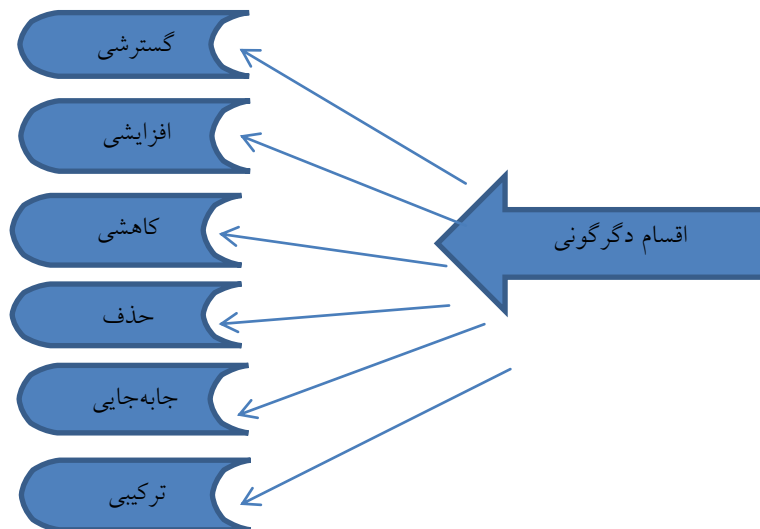 اقسام دگرگونی
گسترشی
افزایشی
کاهشی
حذف
جابه‌جایی
ترکیبی